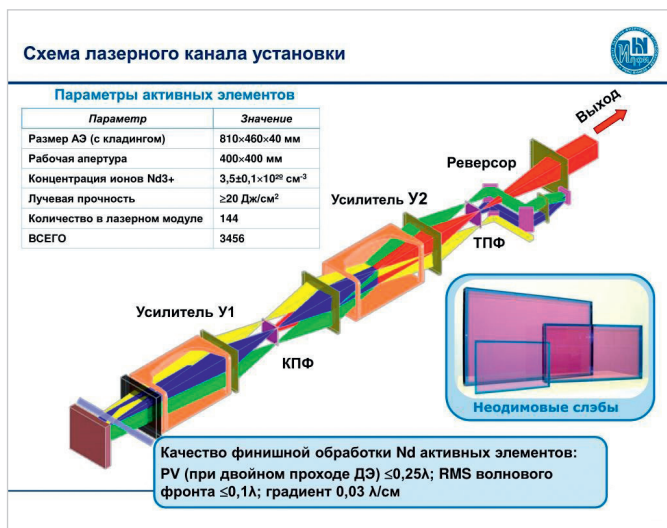 Схема лазерного канала установки
Параметры активных элементов
Параметр Значение
Размер АЭ (с кладингом) 810×460×40 мм
Рабочая апертура 400×400 мм
Концентрация ионов Nd3+ 3,5±0,1×10²⁰ см⁻³
Лучевая прочность ≥20 Дж/см²
Количество в лазерном модуле 144
ВСЕГО 3456
Выход
Реверсор
Усилитель У2
ТПФ
Усилитель У1
КПФ
Неодимовые слэбы
Качество финишной обработки Nd активных элементов:
PV (при двойном проходе ДЭ) ≤0,25λ; RMS волнового
фронта ≤0,1λ; градиент 0,03 λ/см